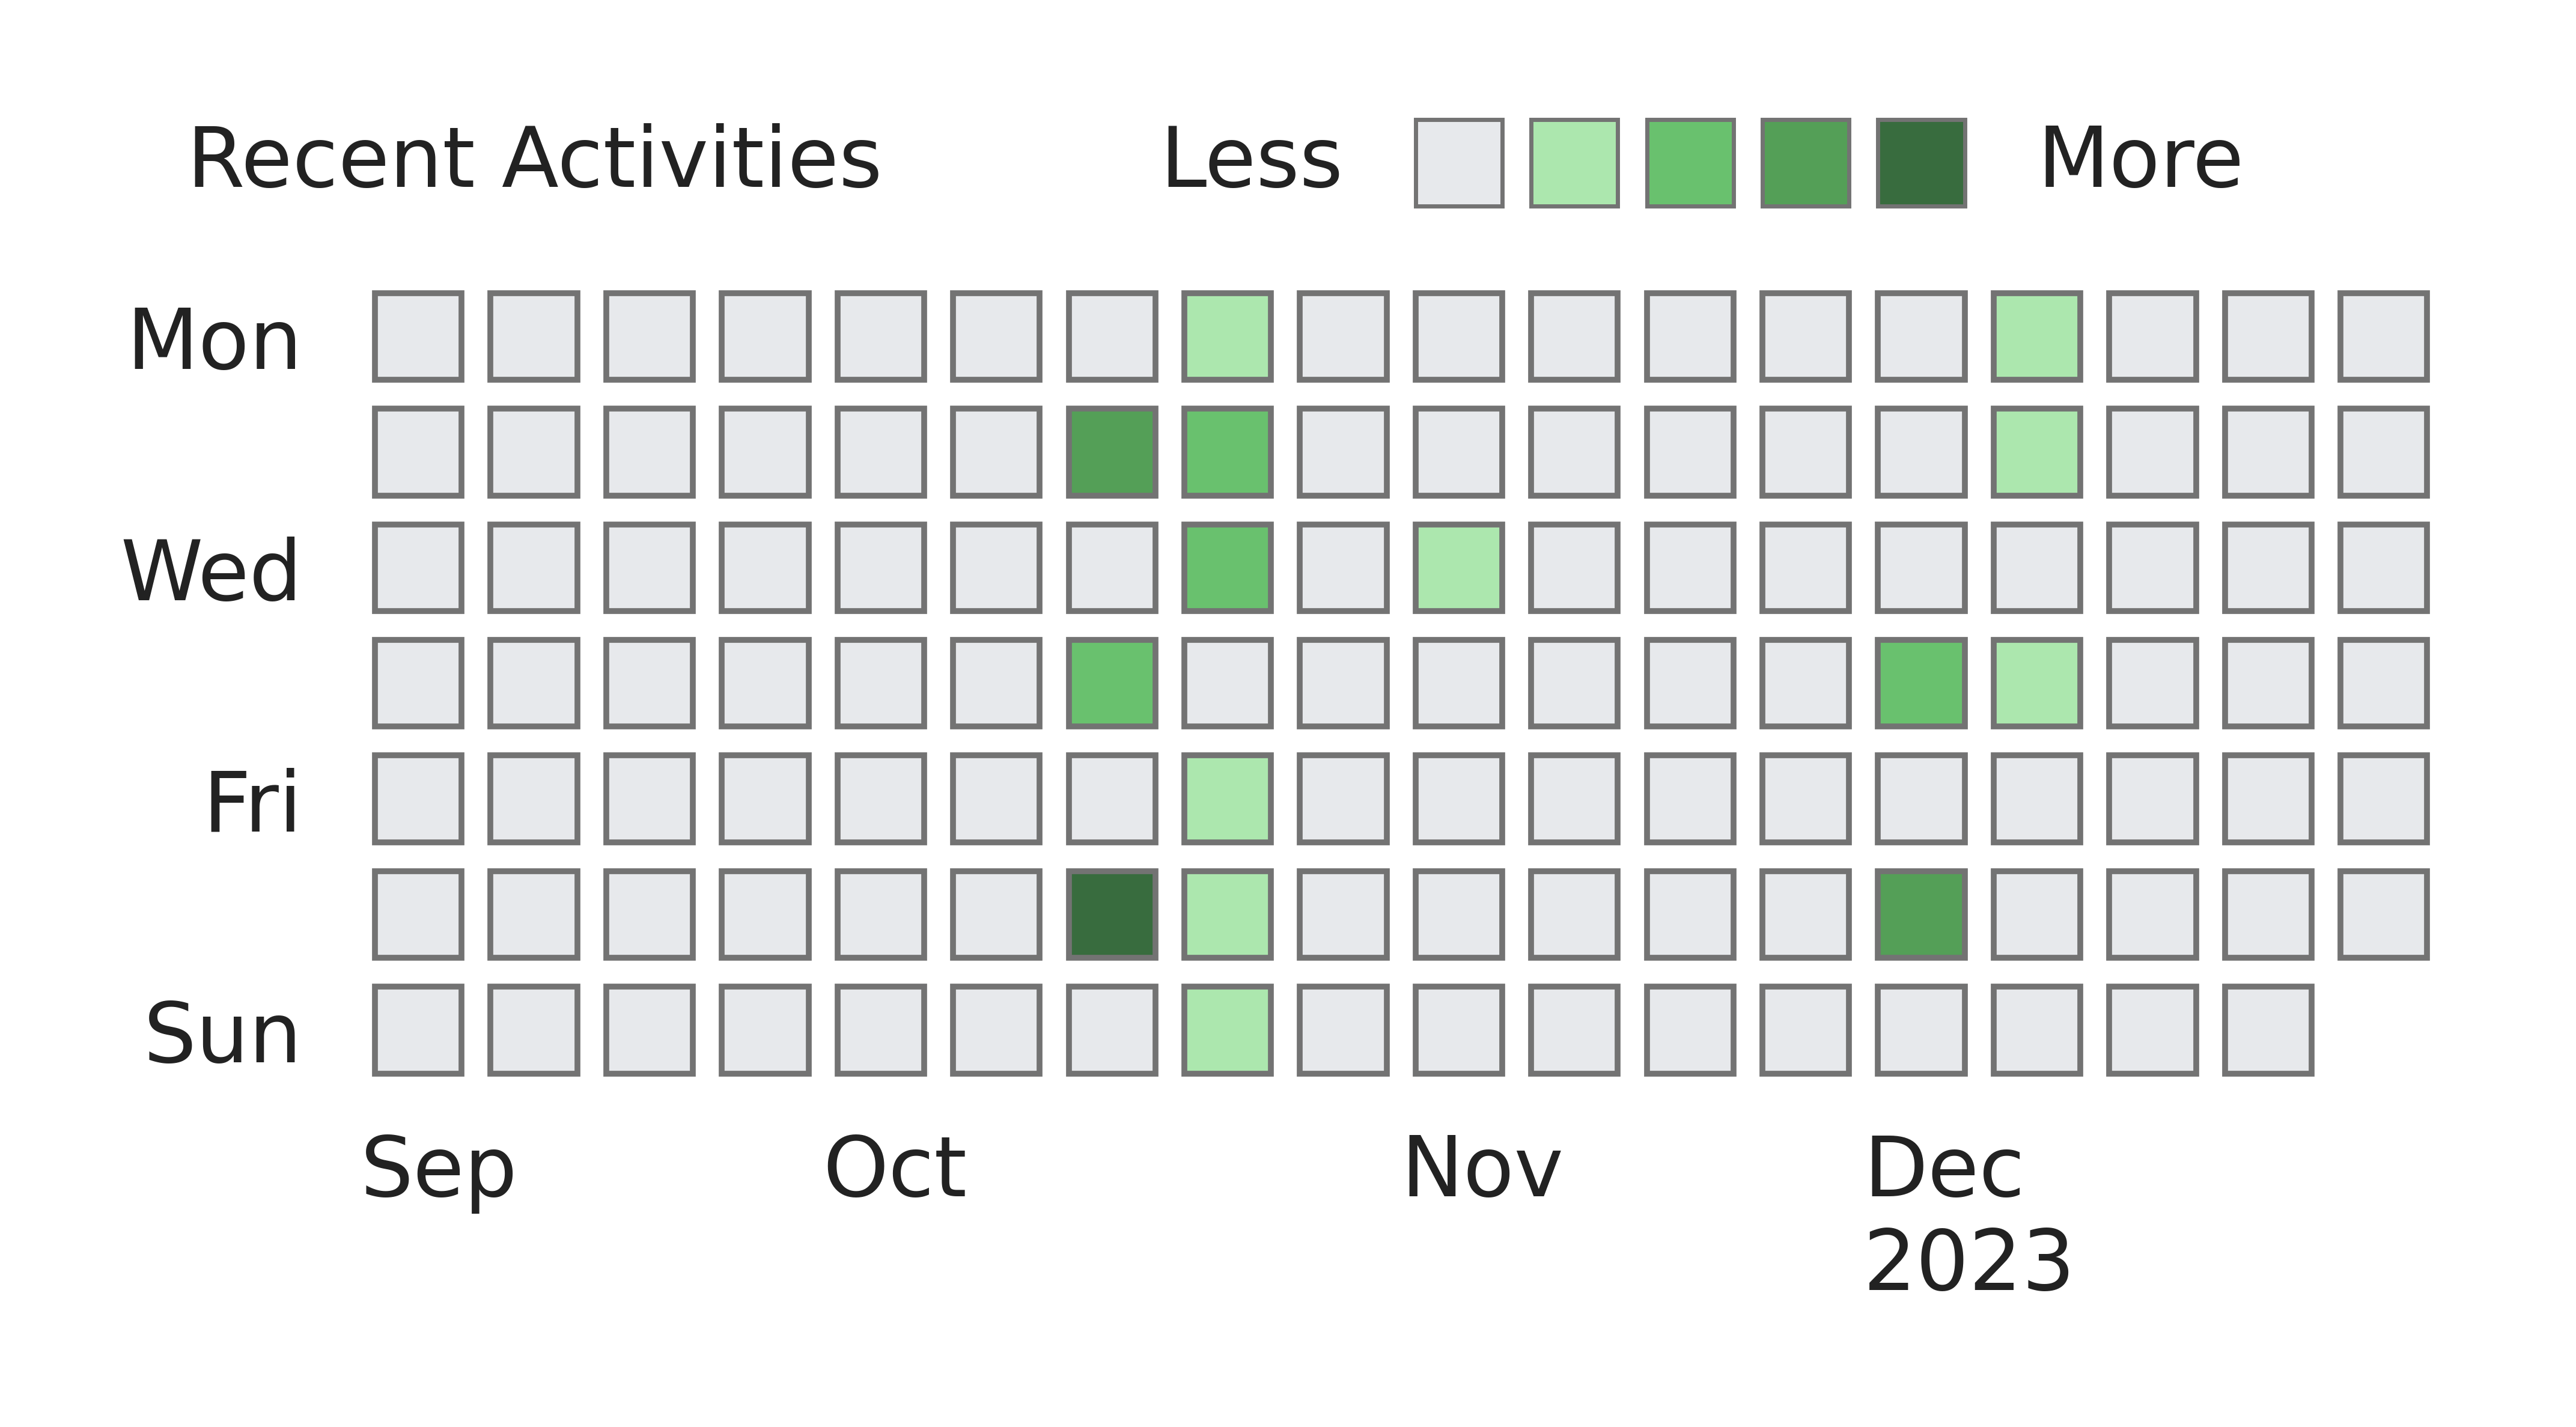 Recent Activities
Less More
Mon
Wed
Fri
Sun
Sep Oct Nov Dec
2023